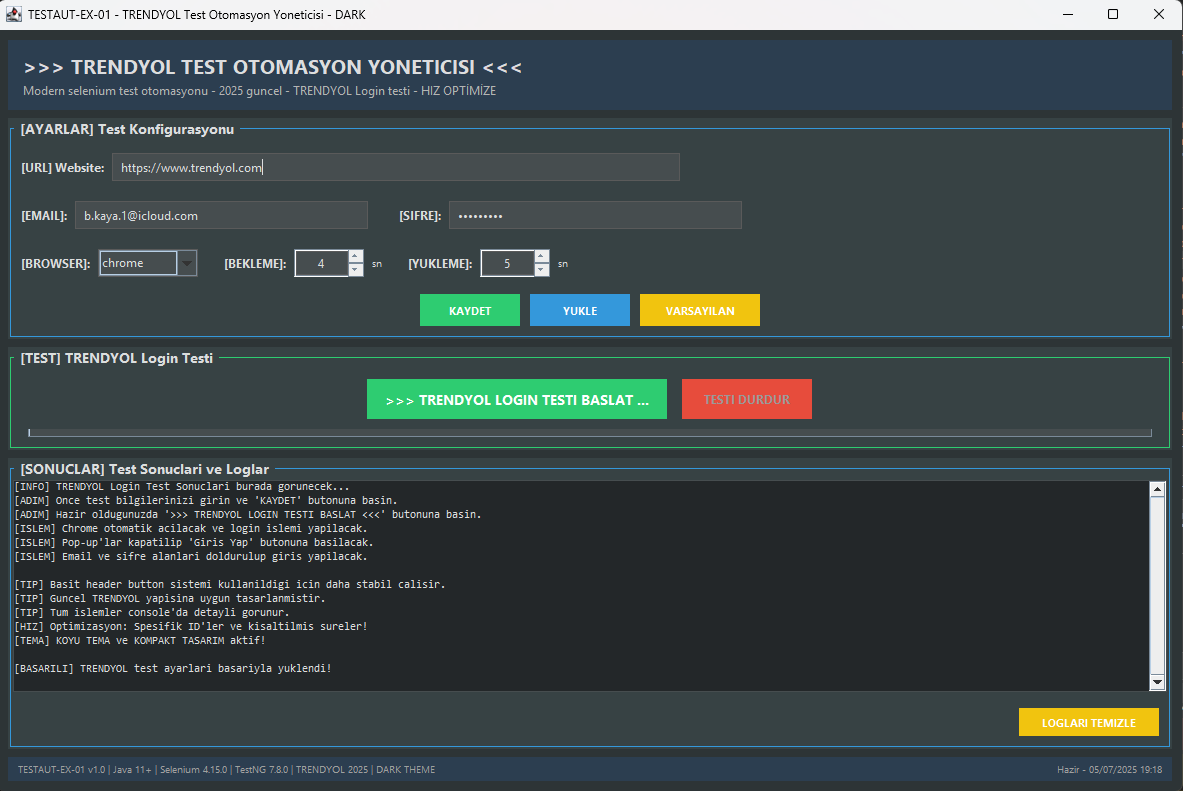 TESTAUT-EX-01 - TRENDYOL Test Otomasyon Yoneticisi - DARK
>>> TRENDYOL TEST OTOMASYON YONETICISI <<<
Modern selenium test otomasyonu - 2025 guncel - TRENDYOL Login testi - HIZ OPTİMİZE
[AYARLAR] Test Konfigurasyonu
[URL] Website: https://www.trendyol.com
[EMAIL]: b.kaya.1@icloud.com [SIFRE]: •••••••••
[BROWSER]: chrome [BEKLEME]: 4 sn [YUKLEME]: 5 sn
KAYDET YUKLE VARSAYILAN
[TEST] TRENDYOL Login Testi
>>> TRENDYOL LOGIN TESTI BASLAT ... TESTI DURDUR
[SONUCLAR] Test Sonuclari ve Loglar
[INFO] TRENDYOL Login Test Sonuclari burada gorunecek...
[ADIM] Once test bilgilerinizi girin ve 'KAYDET' butonuna basin.
[ADIM] Hazir oldugunuzda '>>> TRENDYOL LOGIN TESTI BASLAT <<<' butonuna basin.
[ISLEM] Chrome otomatik acilacak ve login islemi yapilacak.
[ISLEM] Pop-up'lar kapatilip 'Giris Yap' butonuna basilacak.
[ISLEM] Email ve sifre alanlari doldurulup giris yapilacak.
[TIP] Basit header button sistemi kullanildigi icin daha stabil calisir.
[TIP] Guncel TRENDYOL yapisina uygun tasarlanmistir.
[TIP] Tum islemler console'da detayli gorunur.
[HIZ] Optimizasyon: Spesifik ID'ler ve kisaltilmis sureler!
[TEMA] KOYU TEMA ve KOMPAKT TASARIM aktif!
[BASARILI] TRENDYOL test ayarlari basariyla yuklendi!
LOGLARI TEMIZLE
TESTAUT-EX-01 v1.0 | Java 11+ | Selenium 4.15.0 | TestNG 7.8.0 | TRENDYOL 2025 | DARK THEME Hazir - 05/07/2025 19:18